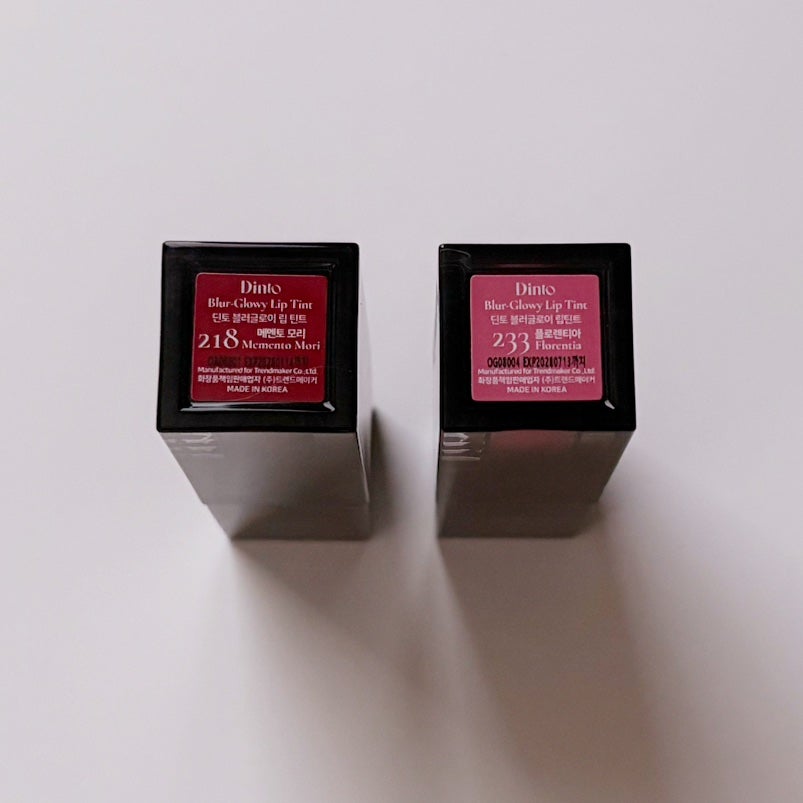 Dinto
Blur-Glowy Lip Tint
딘토 블러글로이 립 틴트
218 메멘토 모리
Memento Mori
Manufactured for Trendmaker Co.,Ltd.
화장품책임판매업자 (주)트렌드메이커
MADE IN KOREA
Dinto
Blur-Glowy Lip Tint
딘토 블러글로이 립틴트
233 플로렌티아
Florentia
OG08004 EXP20280713까지
Manufactured for Trendmaker Co.,Ltd.
화장품책임판매업자 (주)트렌드메이커
MADE IN KOREA